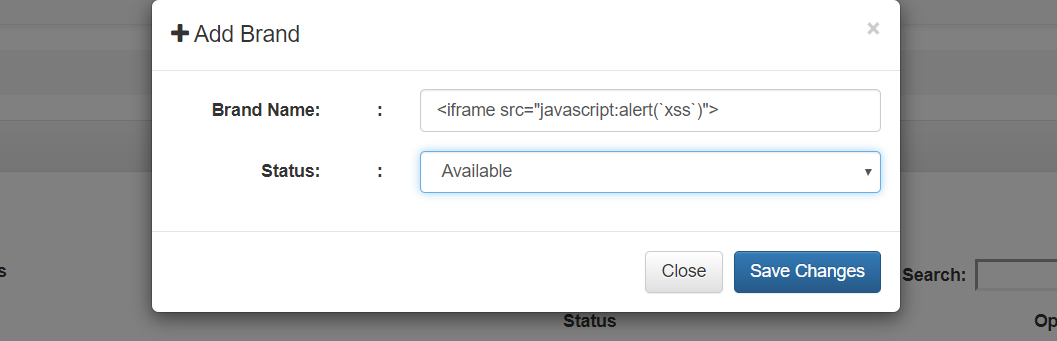 Add Brand ×
Brand Name: : <iframe src="javascript:alert(`xss`)">
Status: : Available
s
Close Save Changes
Search:
Status Op